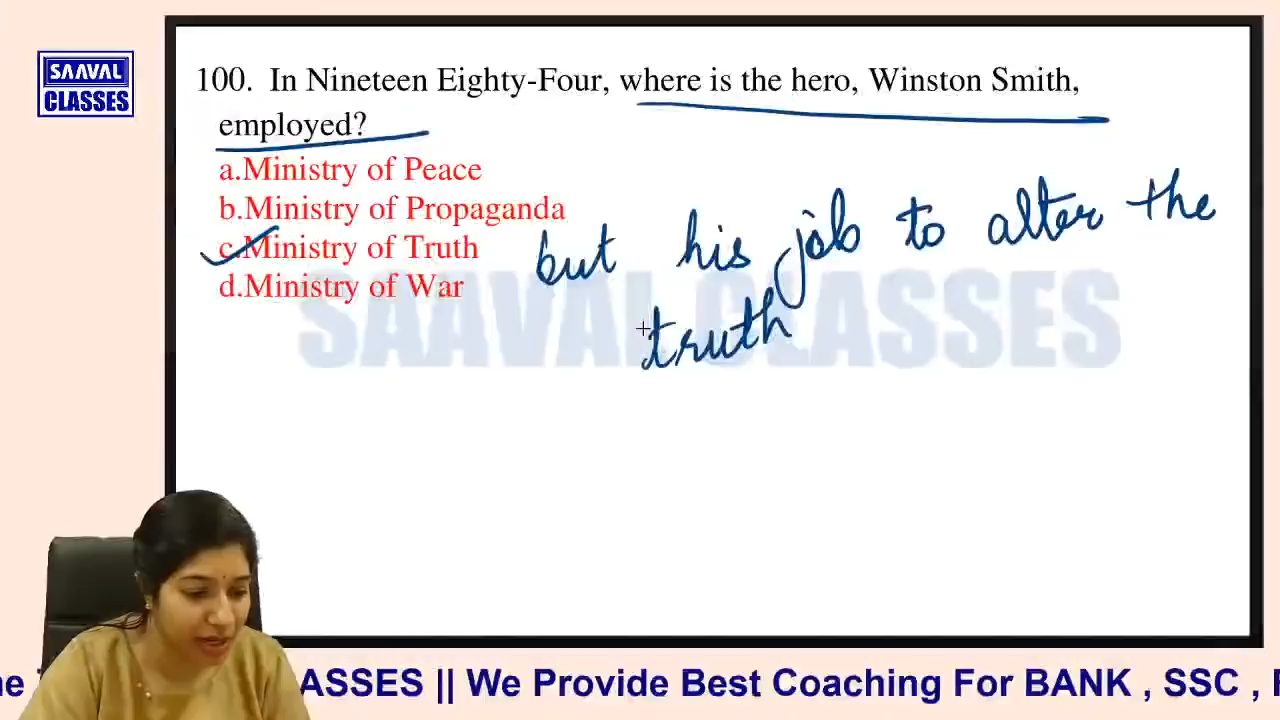 SAAVAL
CLASSES
100. In Nineteen Eighty-Four, where is the hero, Winston Smith,
employed?
a.Ministry of Peace
b.Ministry of Propaganda
c.Ministry of Truth
d.Ministry of War
but his job to alter the
truth
SAAVAL CLASSES
ASSES || We Provide Best Coaching For BANK , SSC ,